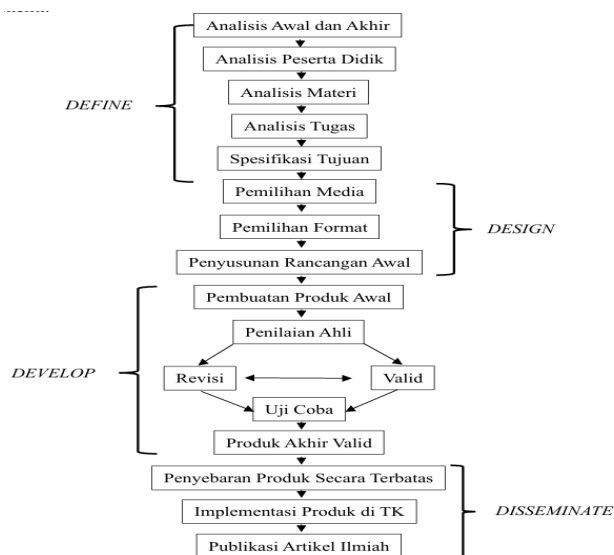 Analisis Awal dan Akhir
Analisis Peserta Didik
Analisis Materi
DEFINE
Analisis Tugas
Spesifikasi Tujuan
Pemilihan Media
Pemilihan Format
DESIGN
Penyusunan Rancangan Awal
Pembuatan Produk Awal
Penilaian Ahli
DEVELOP
Revisi
Valid
Uji Coba
Produk Akhir Valid
Penyebaran Produk Secara Terbatas
Implementasi Produk di TK
DISSEMINATE
Publikasi Artikel Ilmiah